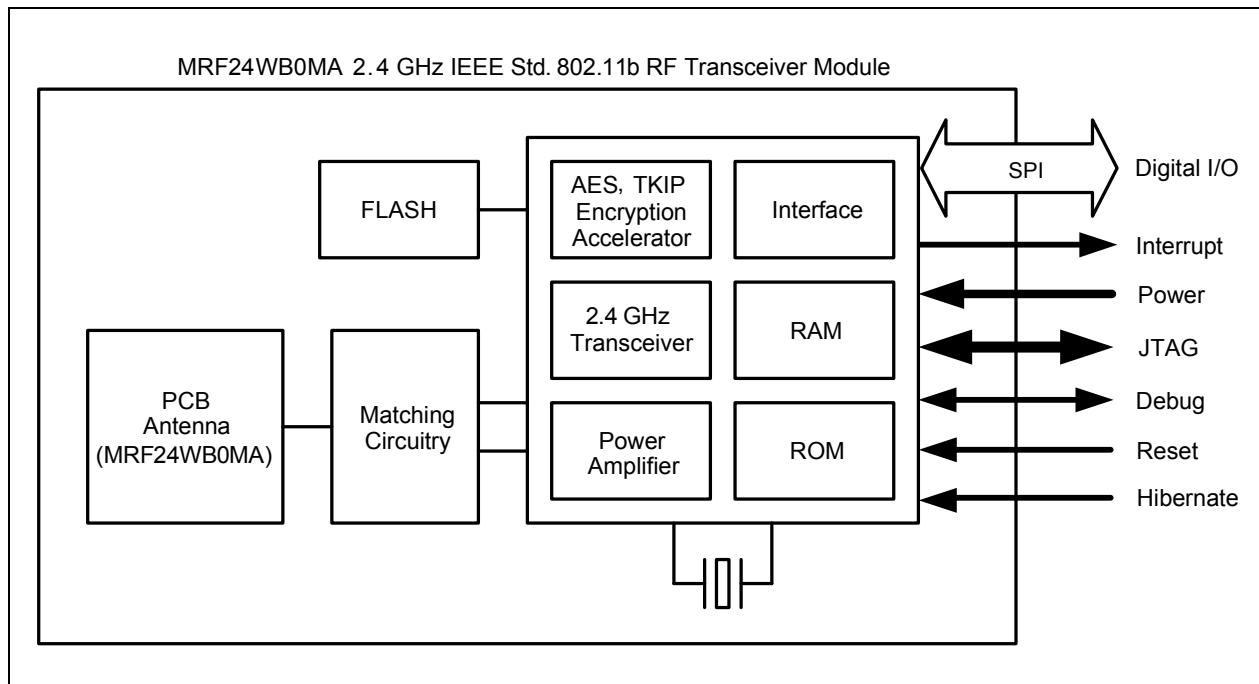 MRF24WB0MA 2.4 GHz IEEE Std. 802.11b RF Transceiver Module
FLASH
AES, TKIP
Encryption
Accelerator
Interface
SPI
Digital I/O
Interrupt
Power
2.4 GHz
Transceiver
RAM
JTAG
PCB
Antenna
(MRF24WB0MA)
Matching
Circuitry
Power
Amplifier
ROM
Debug
Reset
Hibernate